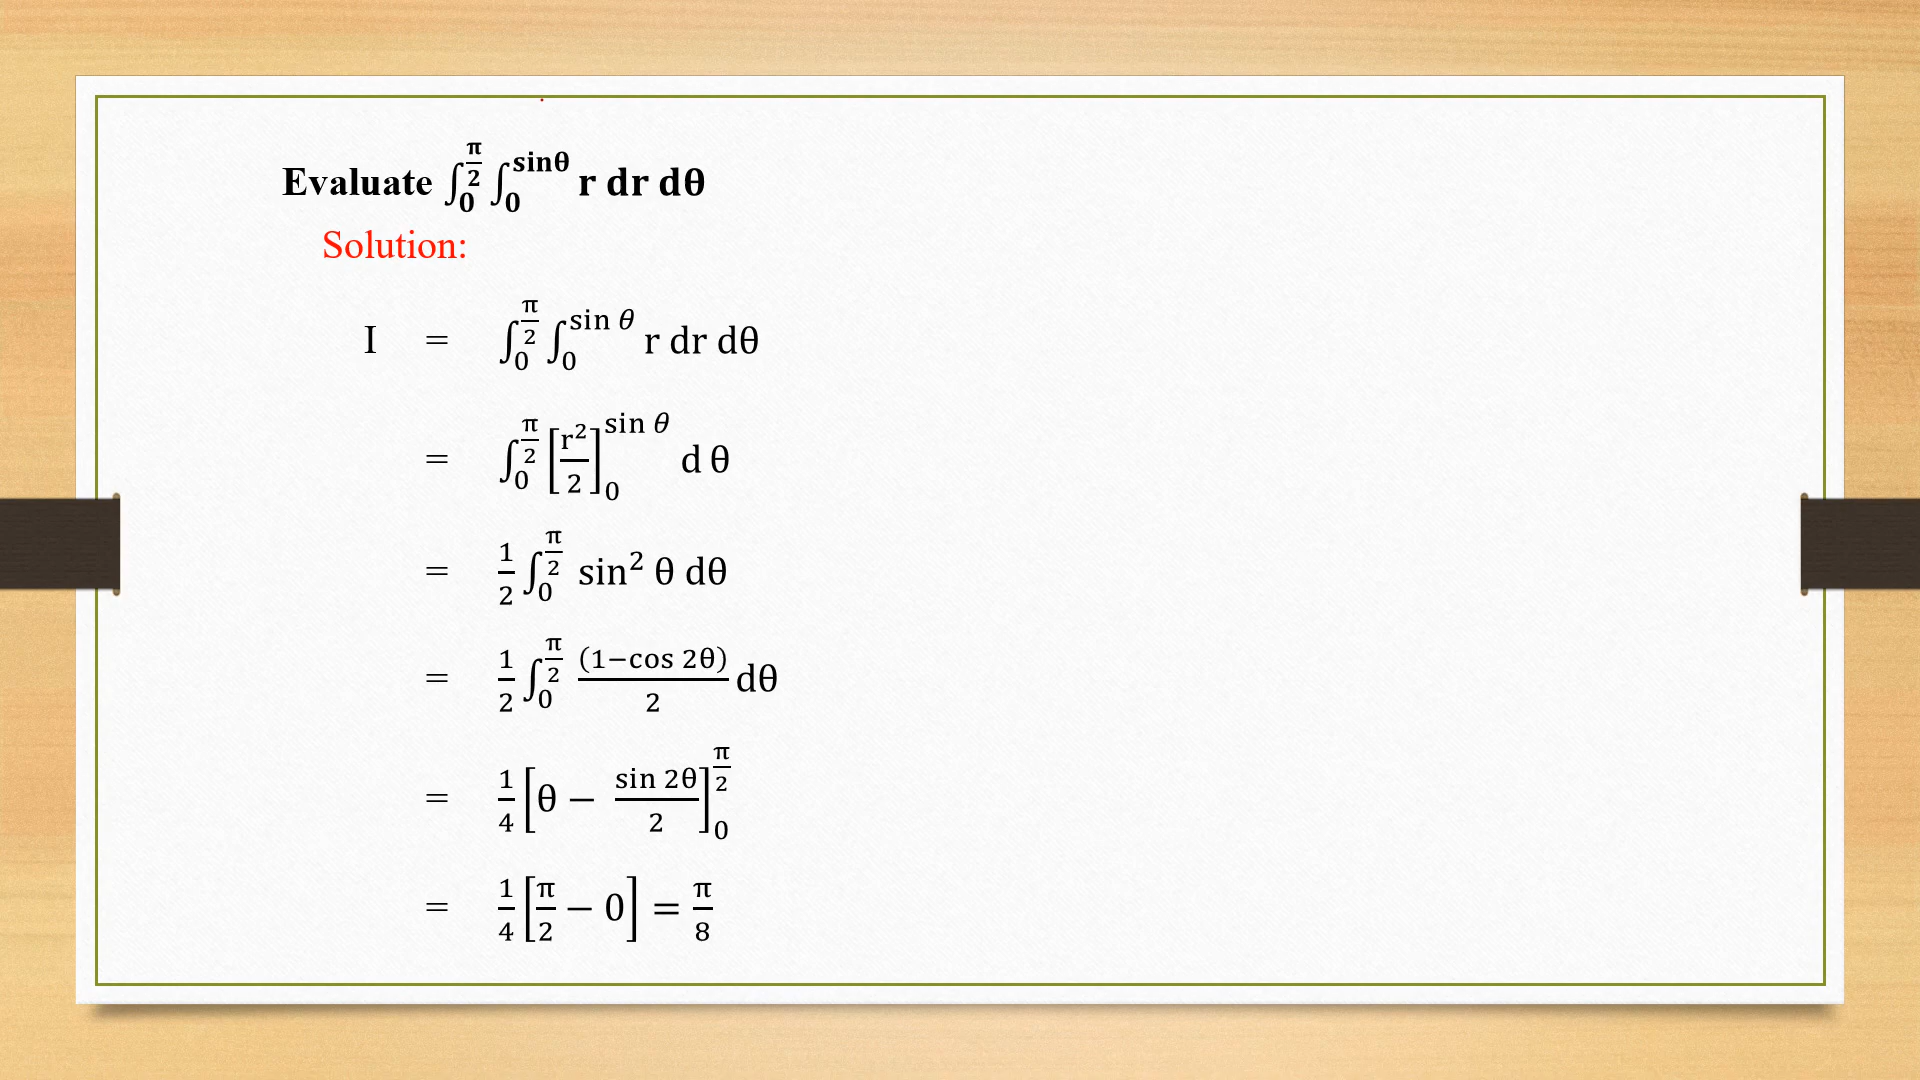 Evaluate ∫₀^(π/2) ∫₀^(sinθ) r dr dθ
Solution:
I = ∫₀^(π/2) ∫₀^(sin θ) r dr dθ
= ∫₀^(π/2) [r²/2]₀^(sin θ) d θ
= 1/2 ∫₀^(π/2) sin² θ dθ
= 1/2 ∫₀^(π/2) (1−cos 2θ)/2 dθ
= 1/4 [θ − sin 2θ/2]₀^(π/2)
= 1/4 [π/2 − 0] = π/8